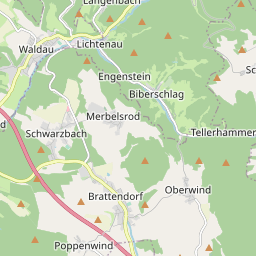 Langenbach
Waldau
Lichtenau
Engenstein
Biberschlag
Merbelsrod
Schwarzbach
Tellerhammer
Brattendorf
Oberwind
Poppenwind